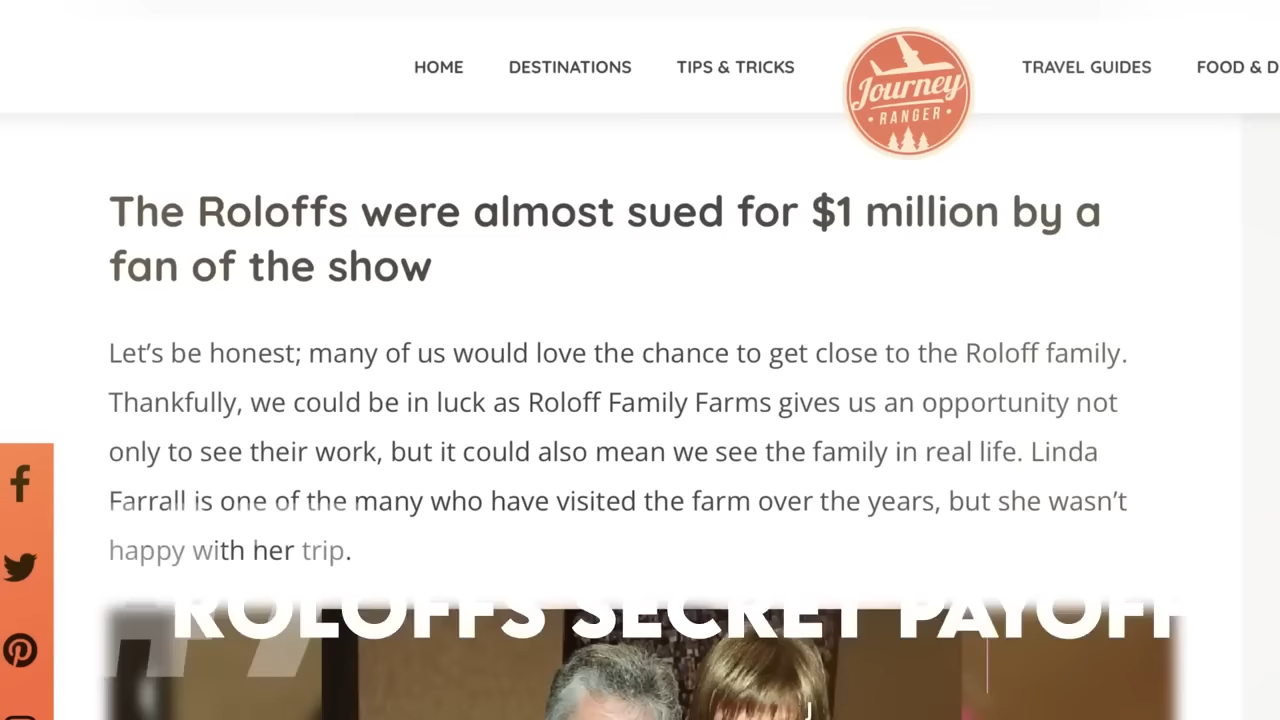 HOME DESTINATIONS TIPS & TRICKS Journey RANGER TRAVEL GUIDES FOOD & D
The Roloffs were almost sued for $1 million by a
fan of the show
Let’s be honest; many of us would love the chance to get close to the Roloff family.
Thankfully, we could be in luck as Roloff Family Farms gives us an opportunity not
only to see their work, but it could also mean we see the family in real life. Linda
Farrall is one of the many who have visited the farm over the years, but she wasn’t
happy with her trip.
ROLOFFS SECRET PAYOFF